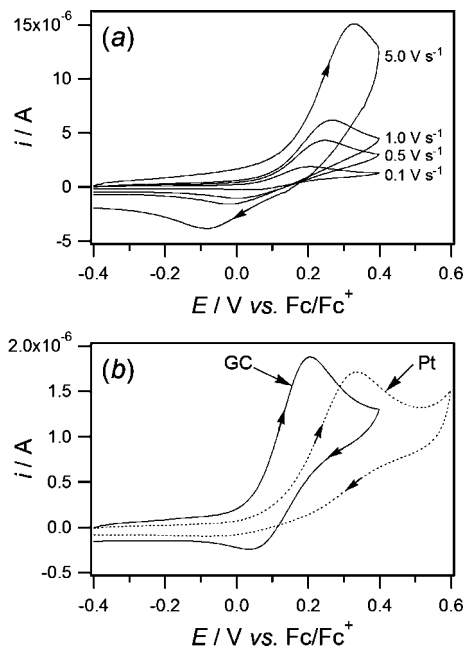 (a)
15x10⁻⁶
10
5
0
-5
i / A
5.0 V s⁻¹
1.0 V s⁻¹
0.5 V s⁻¹
0.1 V s⁻¹
-0.4 -0.2 0.0 0.2 0.4 0.6
E / V vs. Fc/Fc⁺
(b)
2.0x10⁻⁶
1.5
1.0
0.5
0.0
-0.5
i / A
GC
Pt
-0.4 -0.2 0.0 0.2 0.4 0.6
E / V vs. Fc/Fc⁺